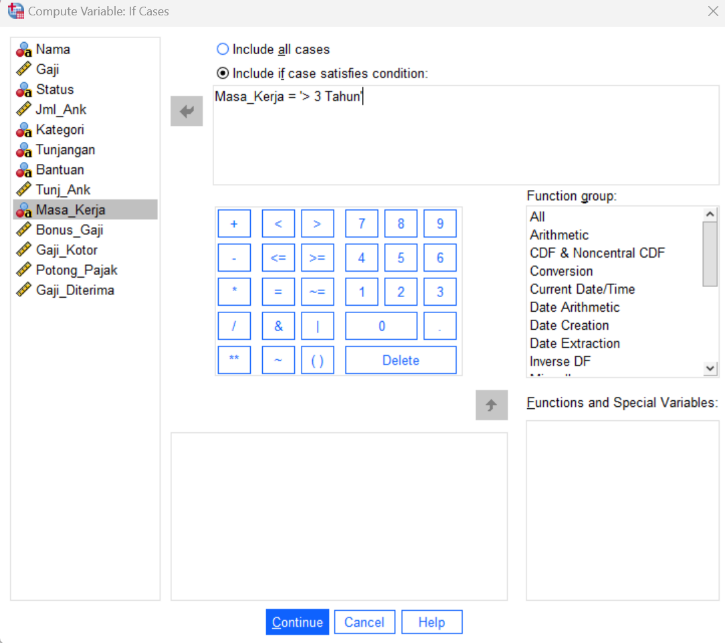 Compute Variable: If Cases
Nama
Gaji
Status
Jml_Ank
Kategori
Tunjangan
Bantuan
Tunj_Ank
Masa_Kerja
Bonus_Gaji
Gaji_Kotor
Potong_Pajak
Gaji_Diterima
Include all cases
Include if case satisfies condition:
Masa_Kerja = '> 3 Tahun'
+ < > 7 8 9
- <= >= 4 5 6
* = ~= 1 2 3
/ & | 0 .
** ~ ( ) Delete
Function group:
All
Arithmetic
CDF & Noncentral CDF
Conversion
Current Date/Time
Date Arithmetic
Date Creation
Date Extraction
Inverse DF
Functions and Special Variables:
Continue Cancel Help